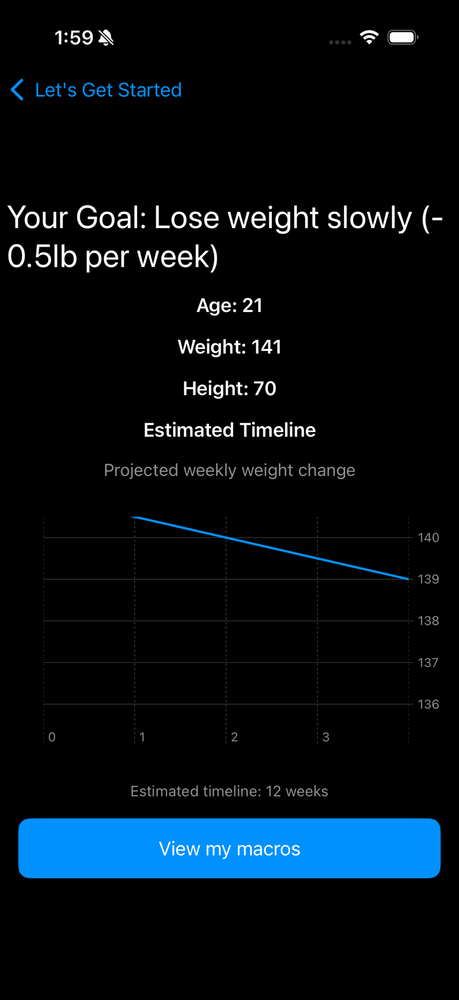 1:59
Let's Get Started
Your Goal: Lose weight slowly (-
0.5lb per week)
Age: 21
Weight: 141
Height: 70
Estimated Timeline
Projected weekly weight change
140
139
138
137
136
0 1 2 3
Estimated timeline: 12 weeks
View my macros